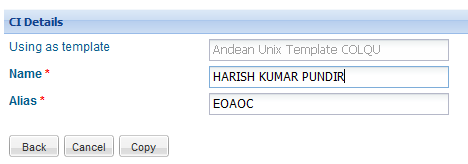 CI Details
Using as template Andean Unix Template COLQU
Name * HARISH KUMAR PUNDIR
Alias * EOAOC
Back Cancel Copy